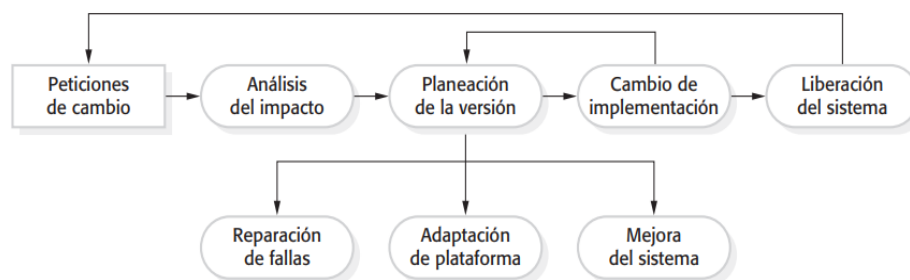 Peticiones
de cambio
Análisis
del impacto
Planeación
de la versión
Cambio de
implementación
Liberación
del sistema
Reparación
de fallas
Adaptación
de plataforma
Mejora
del sistema